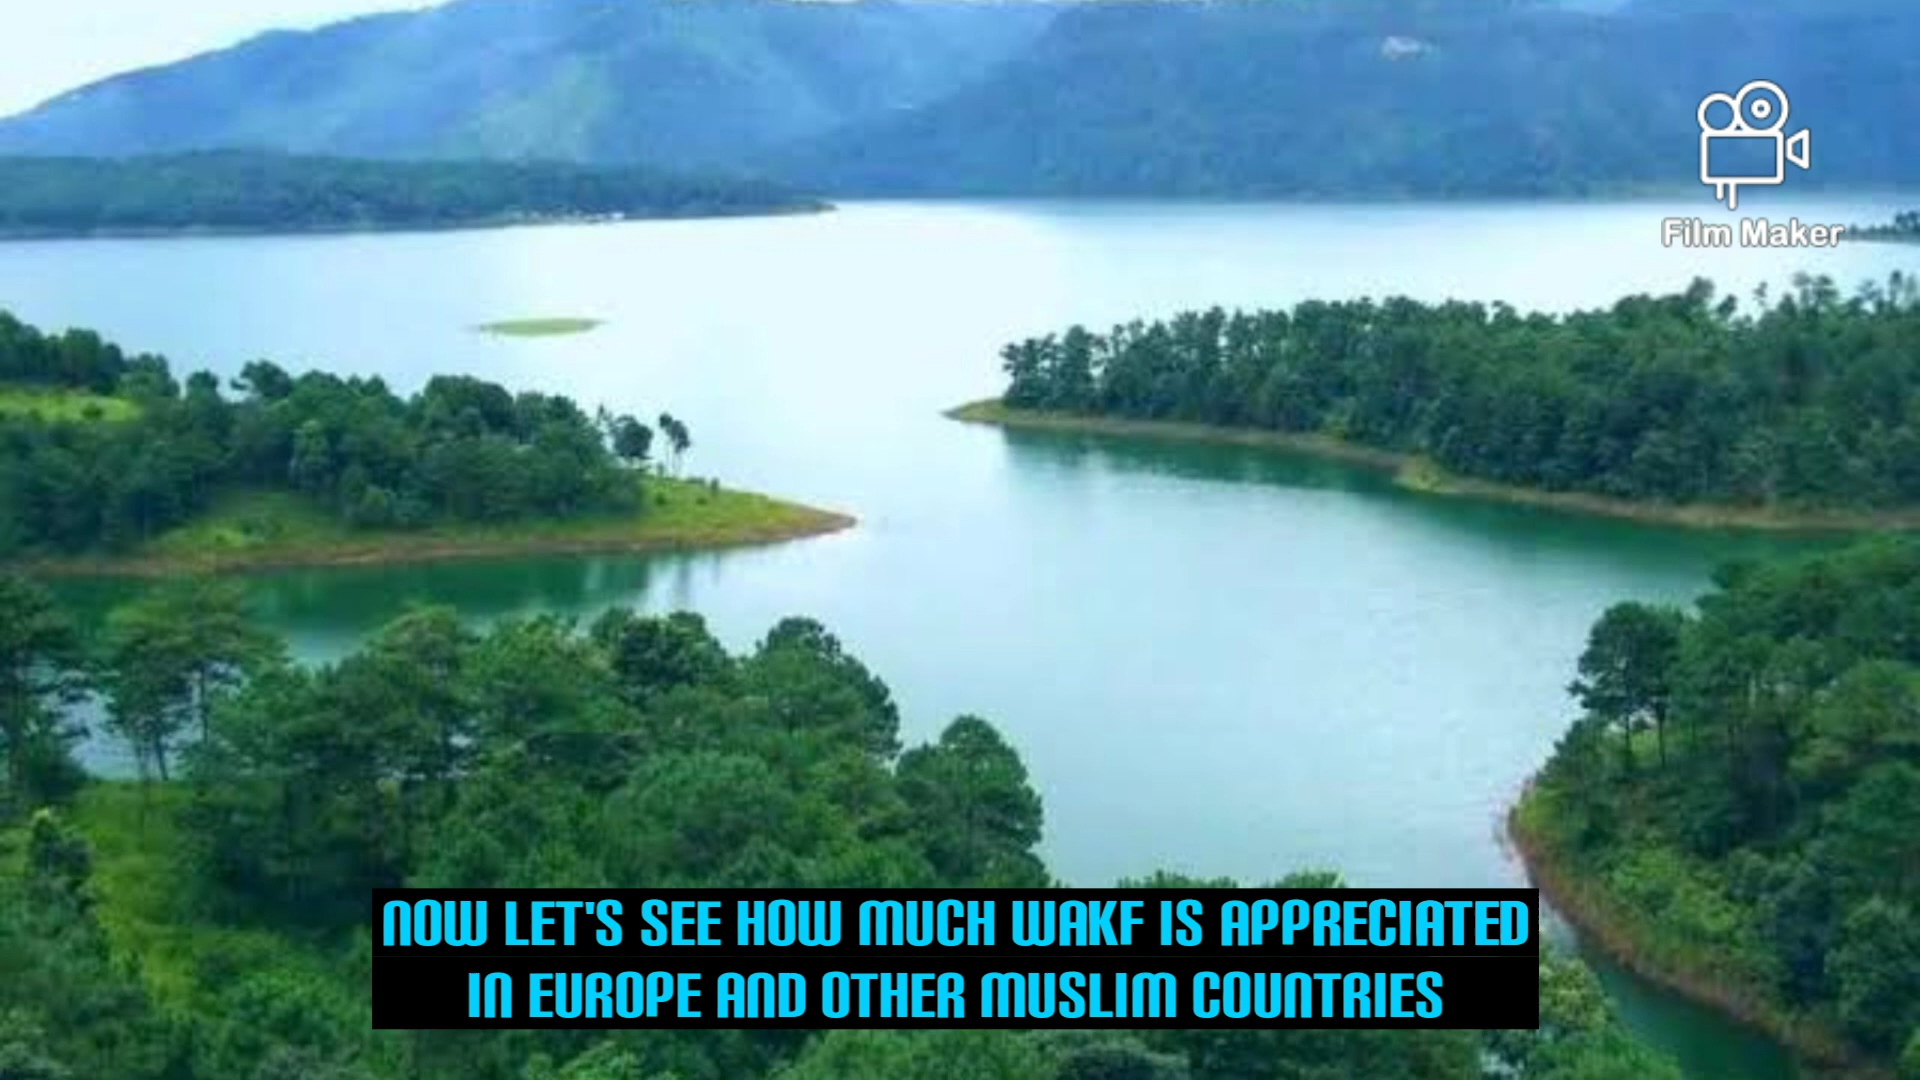 Film Maker
NOW LET'S SEE HOW MUCH WAKF IS APPRECIATED
IN EUROPE AND OTHER MUSLIM COUNTRIES